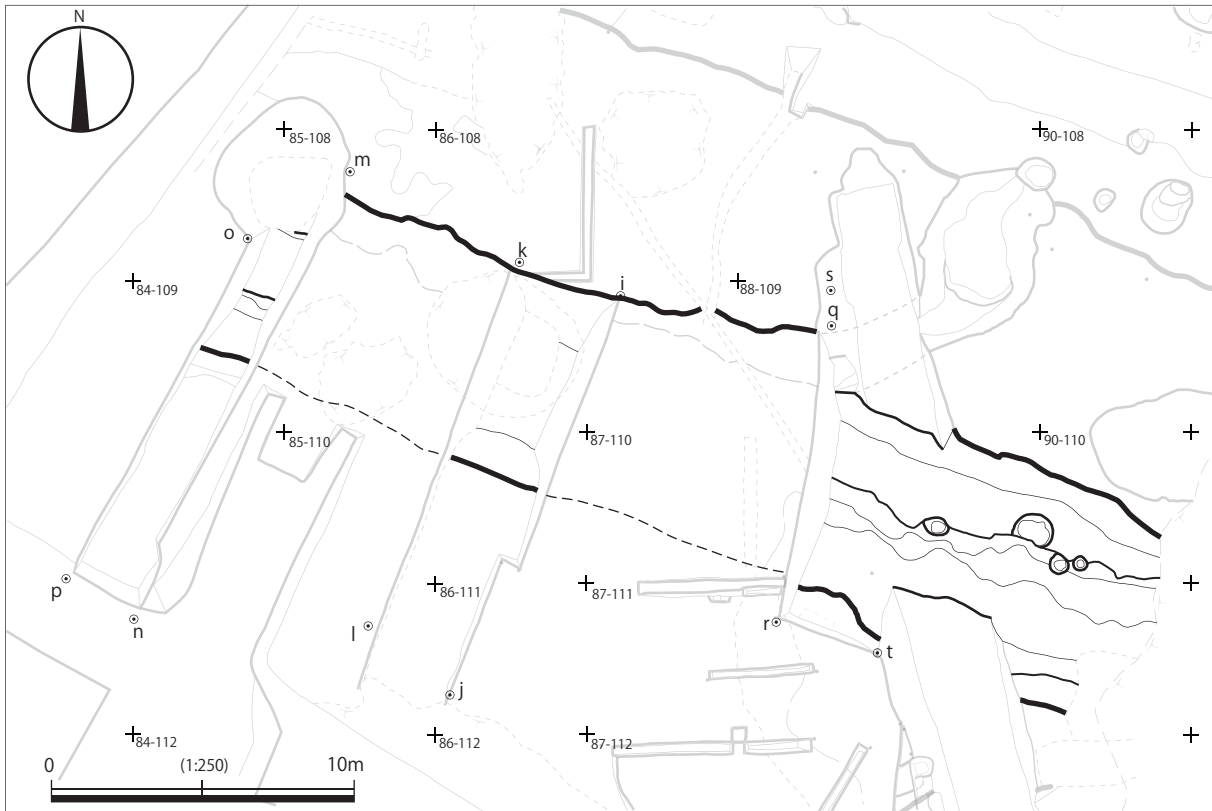 N
85-108
86-108
90-108
m
o
k
84-109
i
88-109
s
q
85-110
87-110
90-110
p
n
l
86-111
87-111
r
t
j
84-112
86-112
87-112
0 (1:250) 10m